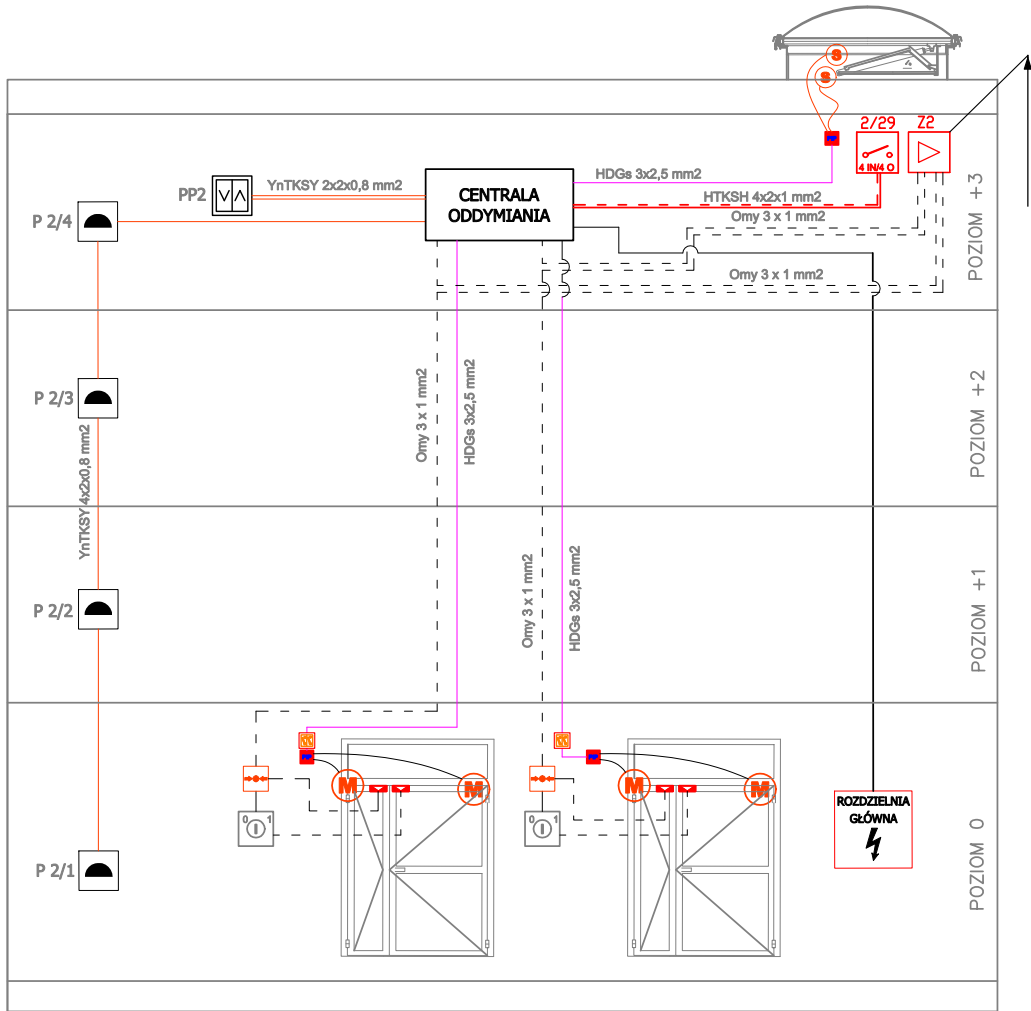 S
S
2/29
Z2
4 IN/4 O
HDGs 3x2,5 mm2
PP
PP2
YnTKSY 2x2x0,8 mm2
CENTRALA
ODDYMIANIA
HTKSH 4x2x1 mm2
Omy 3 x 1 mm2
P 2/4
Omy 3 x 1 mm2
POZIOM +3
P 2/3
YnTKSY 4x2x0,8 mm2
Omy 3 x 1 mm2
HDGs 3x2,5 mm2
POZIOM +2
P 2/2
Omy 3 x 1 mm2
HDGs 3x2,5 mm2
POZIOM +1
PP
PP
M
M
M
M
0 1
0 1
ROZDZIELNIA
GŁÓWNA
P 2/1
POZIOM 0